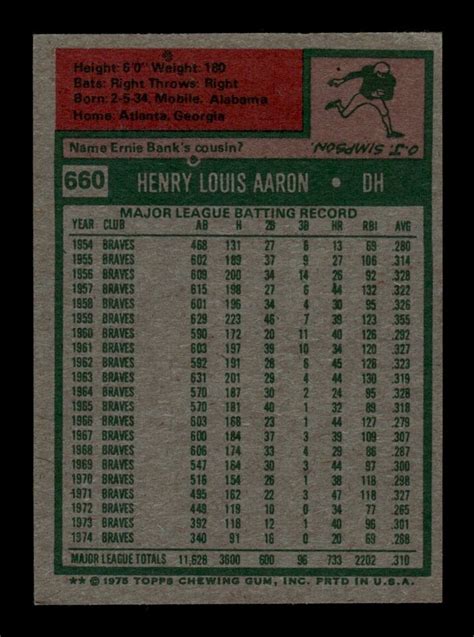 Height: 6'0" Weight: 180
Bats: Right Throws: Right
Born: 2-5-34, Mobile, Alabama
Home: Atlanta, Georgia
Name Ernie Bank's cousin?
O.J. SIMPSON
660 HENRY LOUIS AARON • DH
MAJOR LEAGUE BATTING RECORD
YEAR CLUB AB H 2B 3B HR RBI AVG
1954 BRAVES 468 131 27 6 13 69 .280
1955 BRAVES 602 189 37 9 27 106 .314
1956 BRAVES 609 200 34 14 26 92 .328
1957 BRAVES 615 198 27 6 44 132 .322
1958 BRAVES 601 196 34 4 30 95 .326
1959 BRAVES 629 223 46 7 39 123 .355
1960 BRAVES 590 172 20 11 40 126 .292
1961 BRAVES 603 197 39 10 34 120 .327
1962 BRAVES 592 191 28 6 45 128 .323
1963 BRAVES 631 201 29 4 44 130 .319
1964 BRAVES 570 187 30 2 24 95 .328
1965 BRAVES 570 181 40 1 32 89 .318
1966 BRAVES 603 168 23 1 44 127 .279
1967 BRAVES 600 184 37 3 39 109 .307
1968 BRAVES 606 174 33 4 29 86 .287
1969 BRAVES 547 164 30 3 44 97 .300
1970 BRAVES 516 154 26 1 38 118 .298
1971 BRAVES 495 162 22 3 47 118 .327
1972 BRAVES 449 119 10 0 34 77 .265
1973 BRAVES 392 118 12 1 40 96 .301
1974 BRAVES 340 91 16 0 20 69 .268
MAJOR LEAGUE TOTALS 11,628 3600 600 96 733 2202 .310
** © 1975 TOPPS CHEWING GUM, INC. PRTD IN U.S.A.